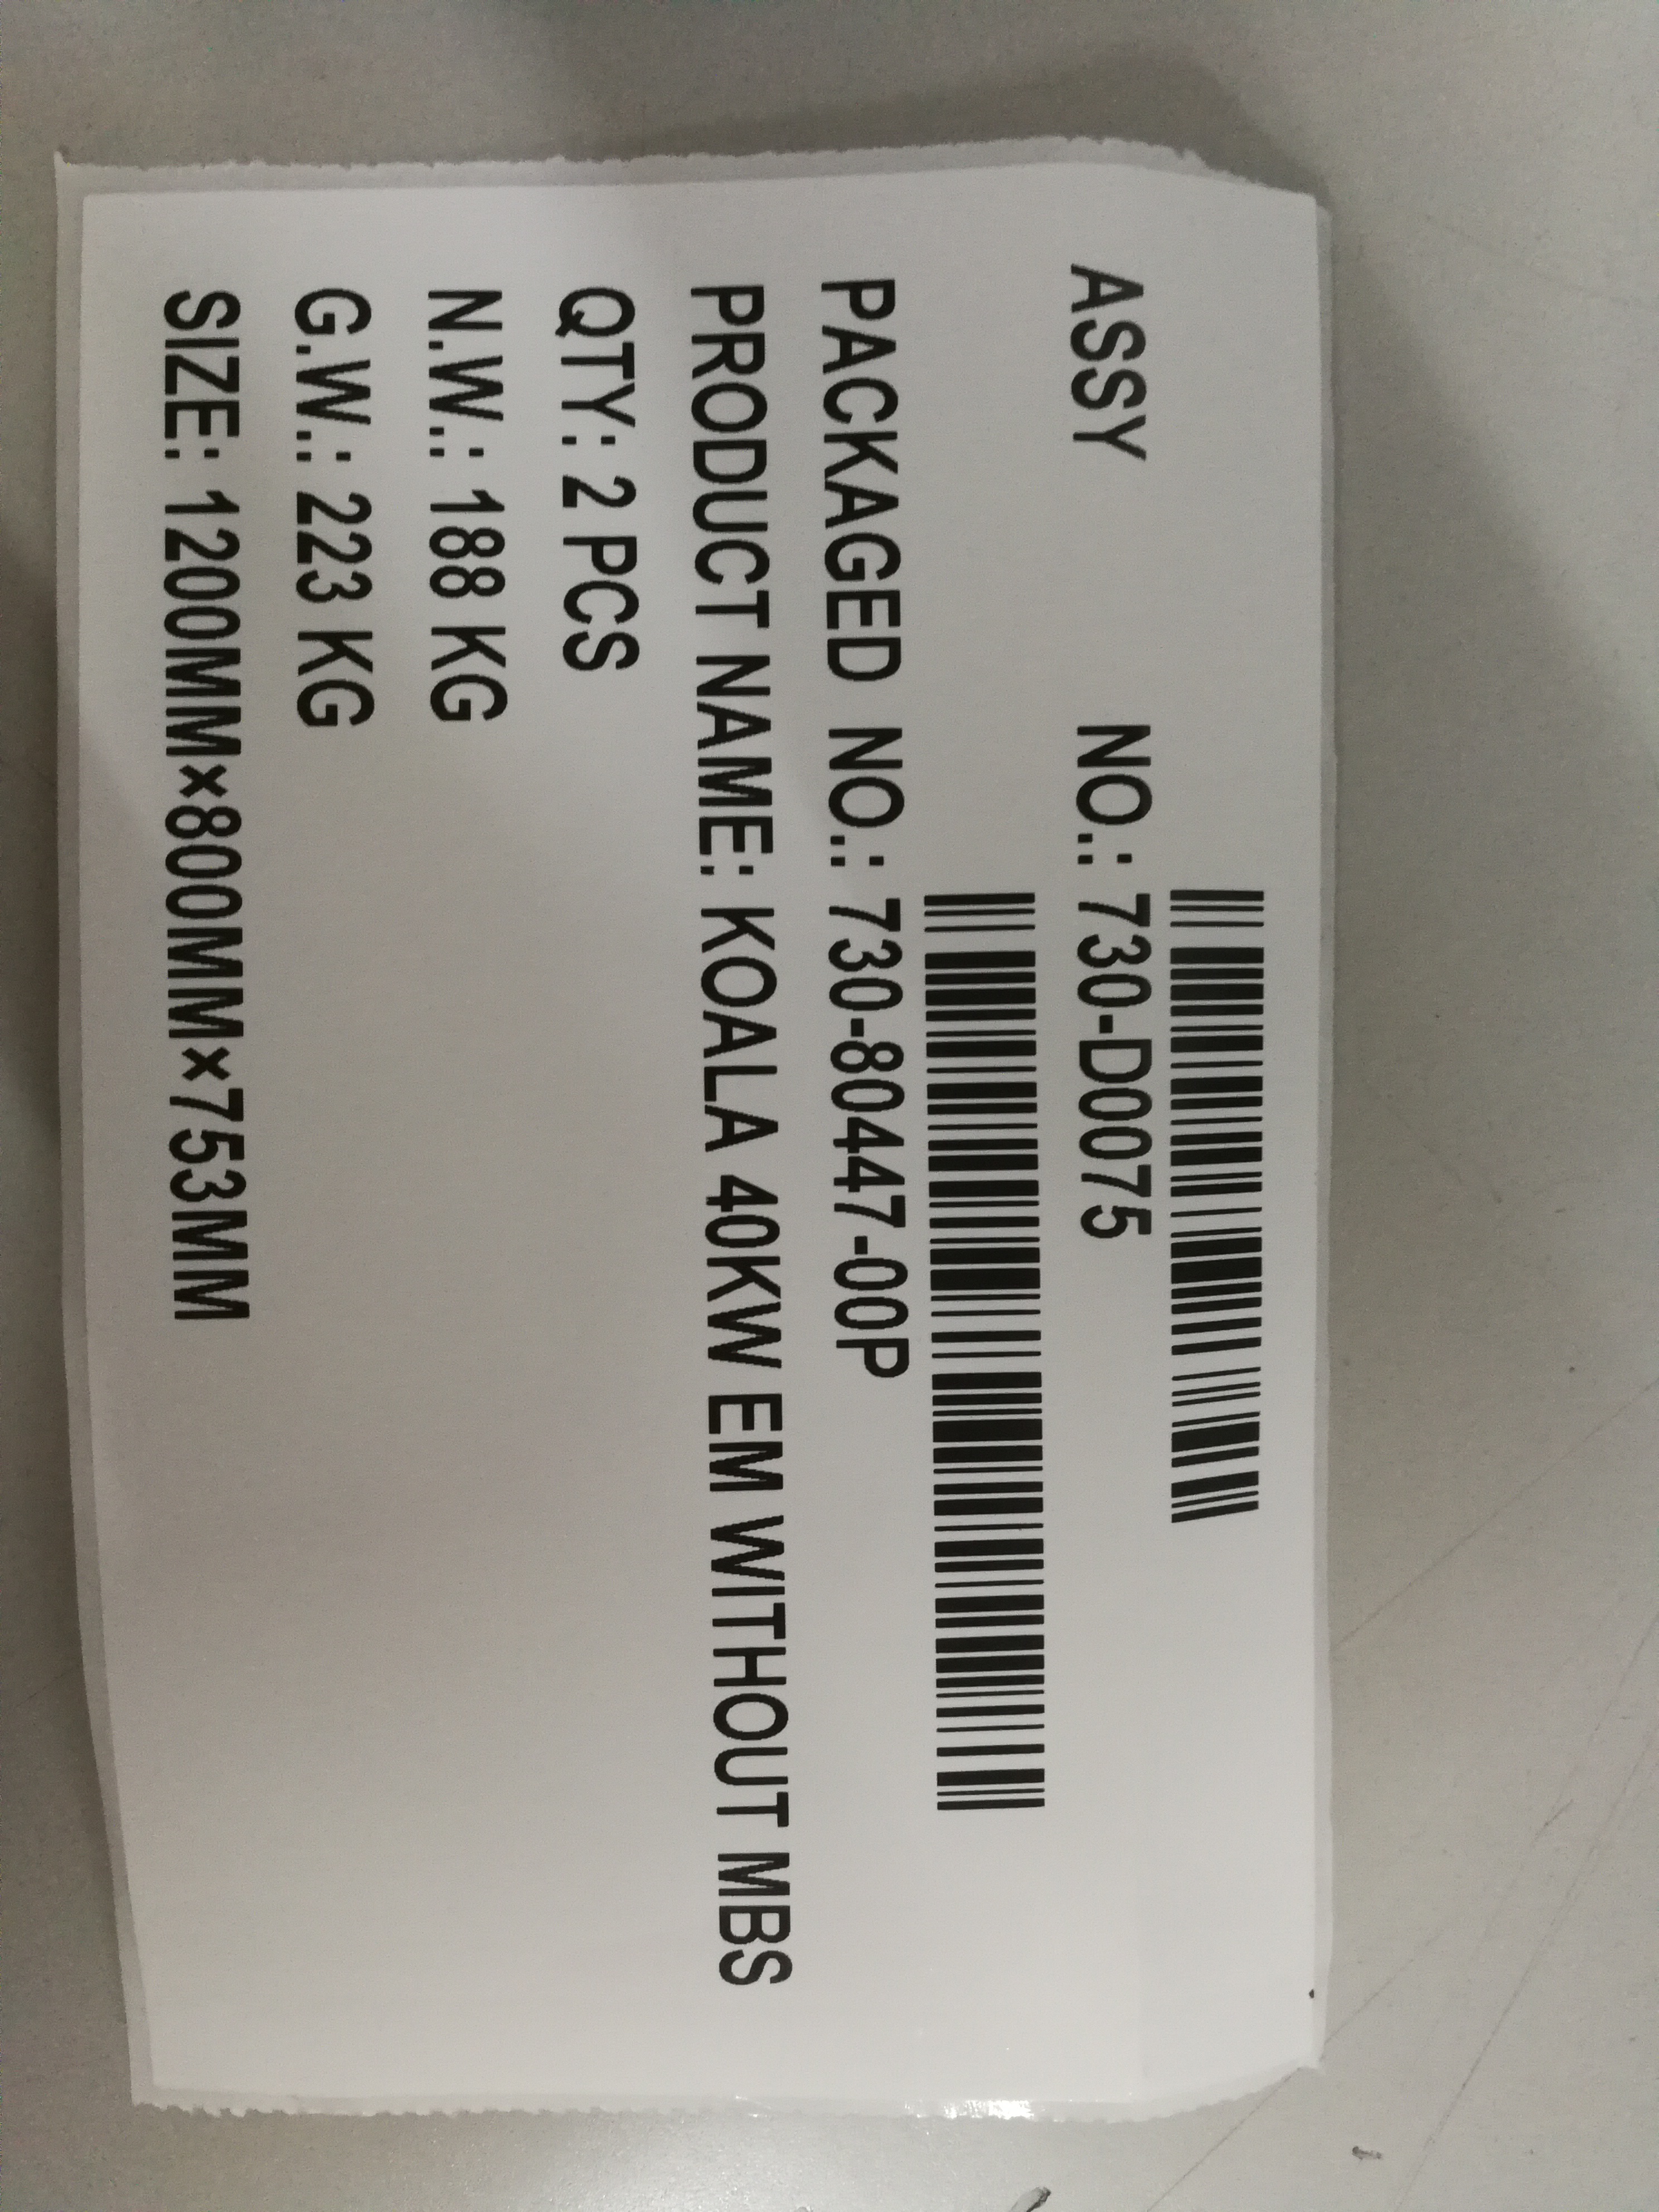 ASSY NO.: 730-D0075
PACKAGED NO.: 730-80447-00P
PRODUCT NAME: KOALA 40KW EM WITHOUT MBS
QTY: 2 PCS
N.W.: 188 KG
G.W.: 223 KG
SIZE: 1200MM×800MM×753MM